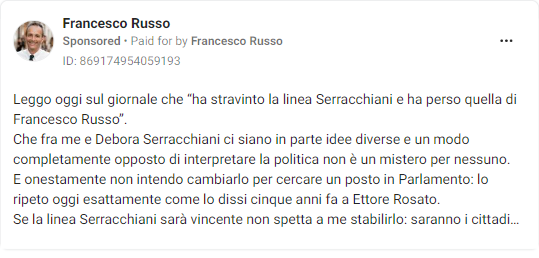 Francesco Russo
Sponsored • Paid for by Francesco Russo
ID: 869174954059193
Leggo oggi sul giornale che “ha stravinto la linea Serracchiani e ha perso quella di
Francesco Russo”.
Che fra me e Debora Serracchiani ci siano in parte idee diverse e un modo
completamente opposto di interpretare la politica non è un mistero per nessuno.
E onestamente non intendo cambiarlo per cercare un posto in Parlamento: lo
ripeto oggi esattamente come lo dissi cinque anni fa a Ettore Rosato.
Se la linea Serracchiani sarà vincente non spetta a me stabilirlo: saranno i cittadi...